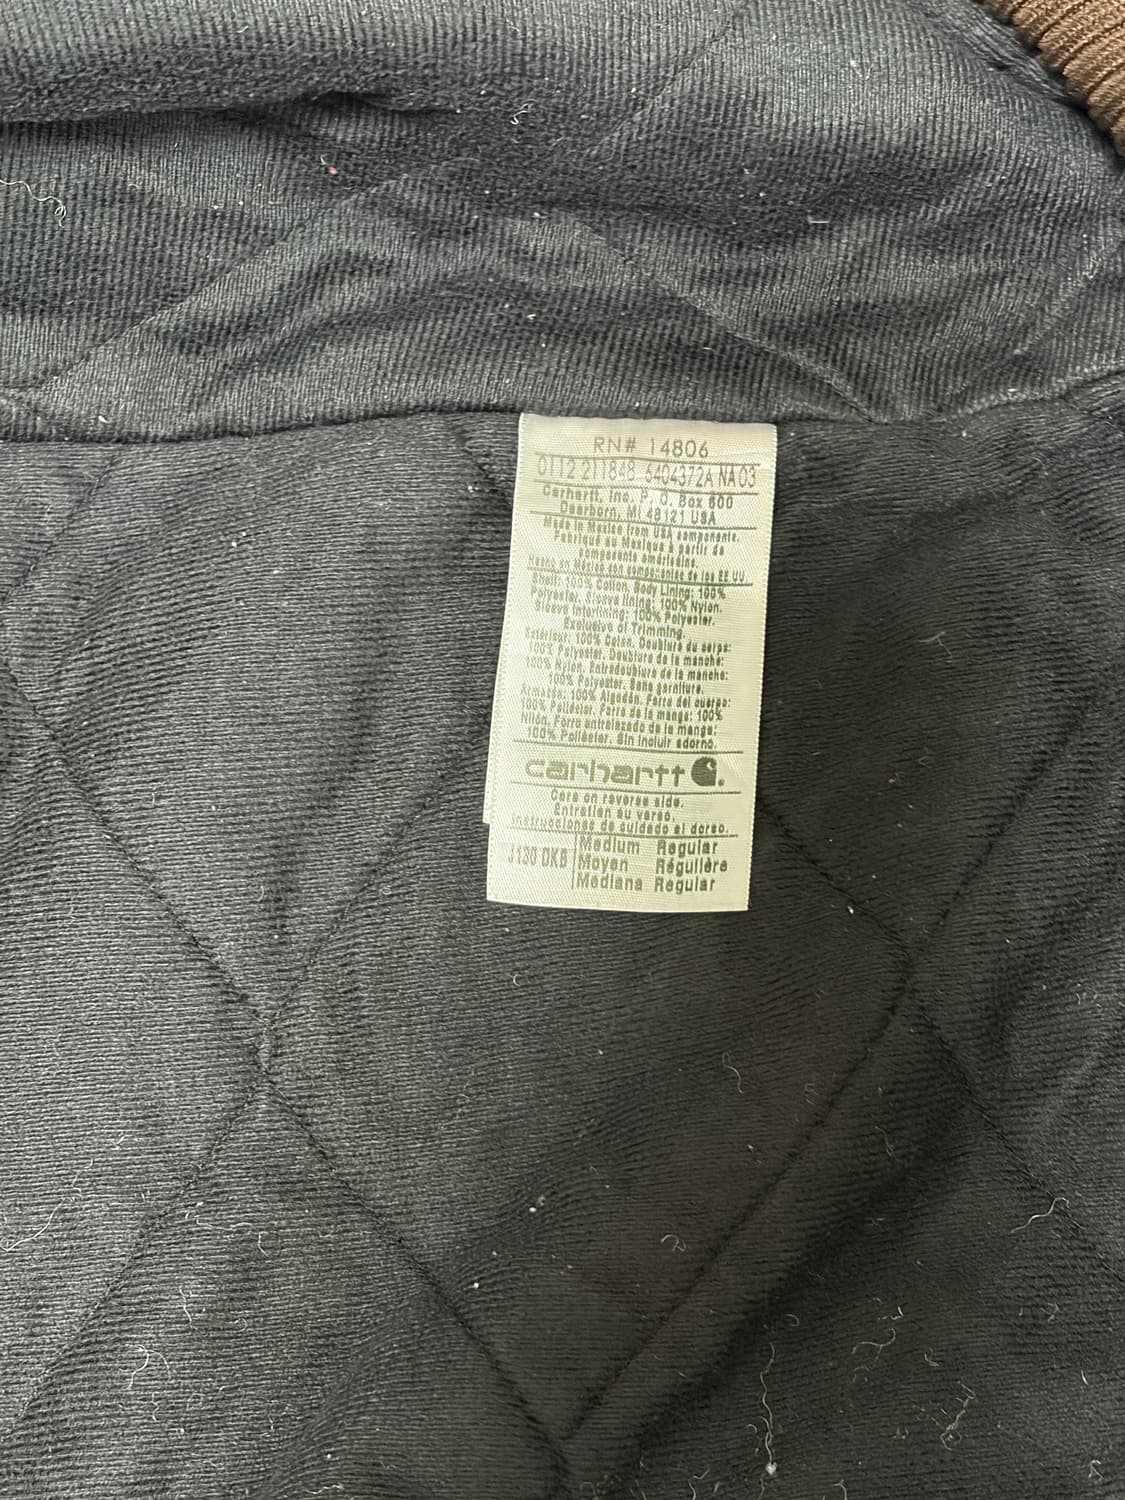 RN# 14806
0112 211848 6404372A NA 03
Carhartt, Inc. P. O. Box 600
Dearborn, MI 48121 USA
Made in Mexico from USA components.
Fabriqué au Mexique à partir de
composants américains.
Hecho en México con componentes de los EE UU
Shell: 100% Cotton. Body Lining: 100%
Polyester. Sleeve Lining: 100% Nylon.
Sleeve Interlining: 100% Polyester.
Exclusive of Trimming.
Extérieur: 100% Coton. Doublure du corps:
100% Polyester. Doublure de la manche:
100% Nylon. Entredoublure de la manche:
100% Polyester. Sans garniture.
Armazón: 100% Algodón. Forro del cuerpo:
100% Poliéster. Forro de la manga: 100%
Nilón. Forro entretelado de la manga:
100% Poliéster. Sin incluir adorno.
carhartt
Care on reverse side.
Entretien au verso.
Instrucciones de cuidado al dorso.
J130 DKB
Medium Regular
Moyen Régulière
Mediana Regular